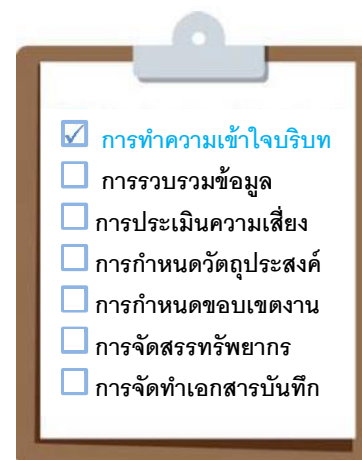 การทำความเข้าใจบริบท
การรวบรวมข้อมูล
การประเมินความเสี่ยง
การกำหนดวัตถุประสงค์
การกำหนดขอบเขตงาน
การจัดสรรทรัพยากร
การจัดทำเอกสารบันทึก